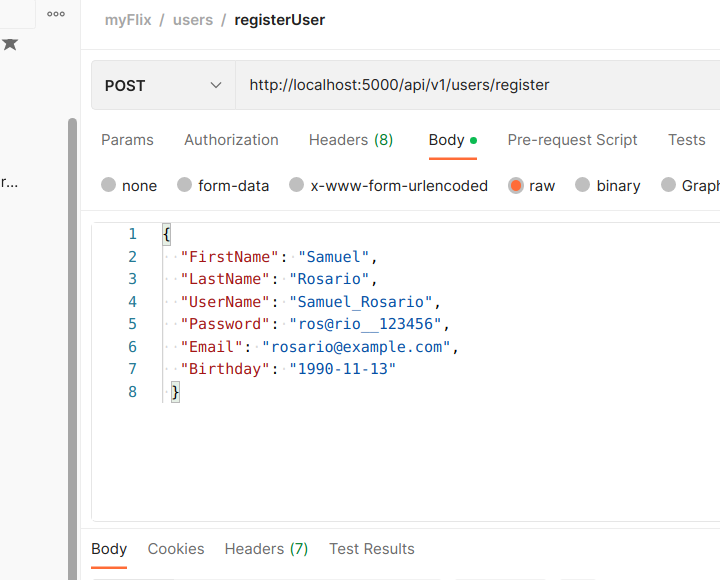 myFlix / users / registerUser
POST http://localhost:5000/api/v1/users/register
Params Authorization Headers (8) Body Pre-request Script Tests
r...
none form-data x-www-form-urlencoded raw binary Graph
1 {
2 "FirstName": "Samuel",
3 "LastName": "Rosario",
4 "UserName": "Samuel_Rosario",
5 "Password": "ros@rio__123456",
6 "Email": "rosario@example.com",
7 "Birthday": "1990-11-13"
8 }
Body Cookies Headers (7) Test Results